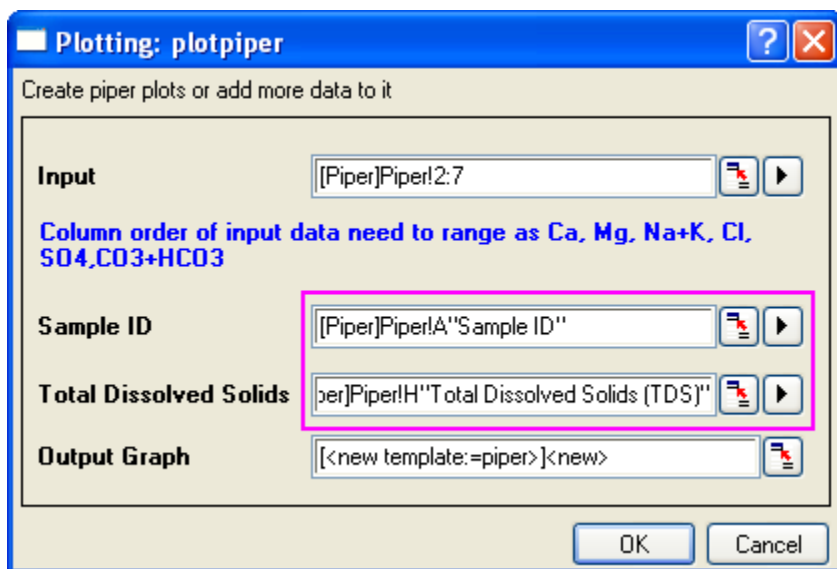 Plotting: plotpiper
Create piper plots or add more data to it
Input [Piper]Piper!2:7
Column order of input data need to range as Ca, Mg, Na+K, Cl,
SO4,CO3+HCO3
Sample ID [Piper]Piper!A"Sample ID"
Total Dissolved Solids per]Piper!H"Total Dissolved Solids (TDS)"
Output Graph [<new template:=piper>]<new>
OK Cancel